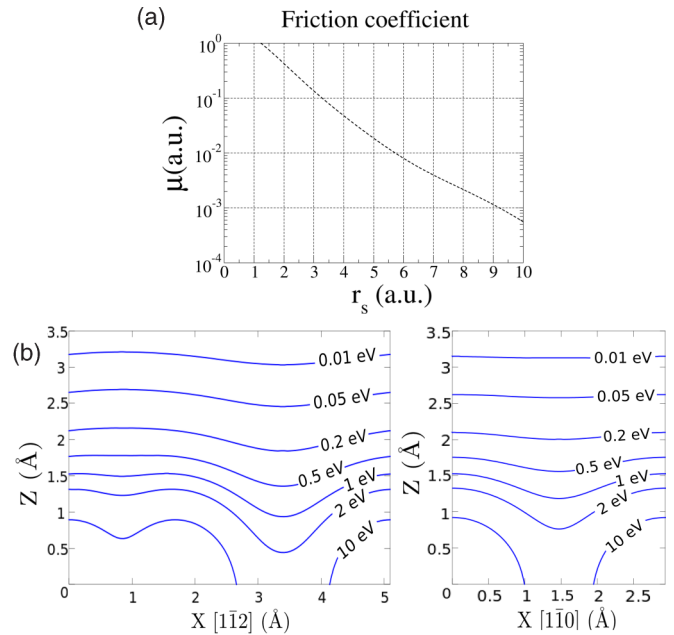 (a) Friction coefficient
10⁰
10⁻¹
10⁻²
10⁻³
10⁻⁴
μ(a.u.)
0 1 2 3 4 5 6 7 8 9 10
rₛ (a.u.)
(b)
3.5
3
2.5
2
1.5
1
0.5
0
Z (Å)
0.01 eV
0.05 eV
0.2 eV
0.5 eV
1 eV
2 eV
10 eV
0 1 2 3 4 5
X [11̄2] (Å)
3.5
3
2.5
2
1.5
1
0.5
0
Z (Å)
0.01 eV
0.05 eV
0.2 eV
0.5 eV
1 eV
2 eV
10 eV
0 0.5 1 1.5 2 2.5
X [11̄0] (Å)